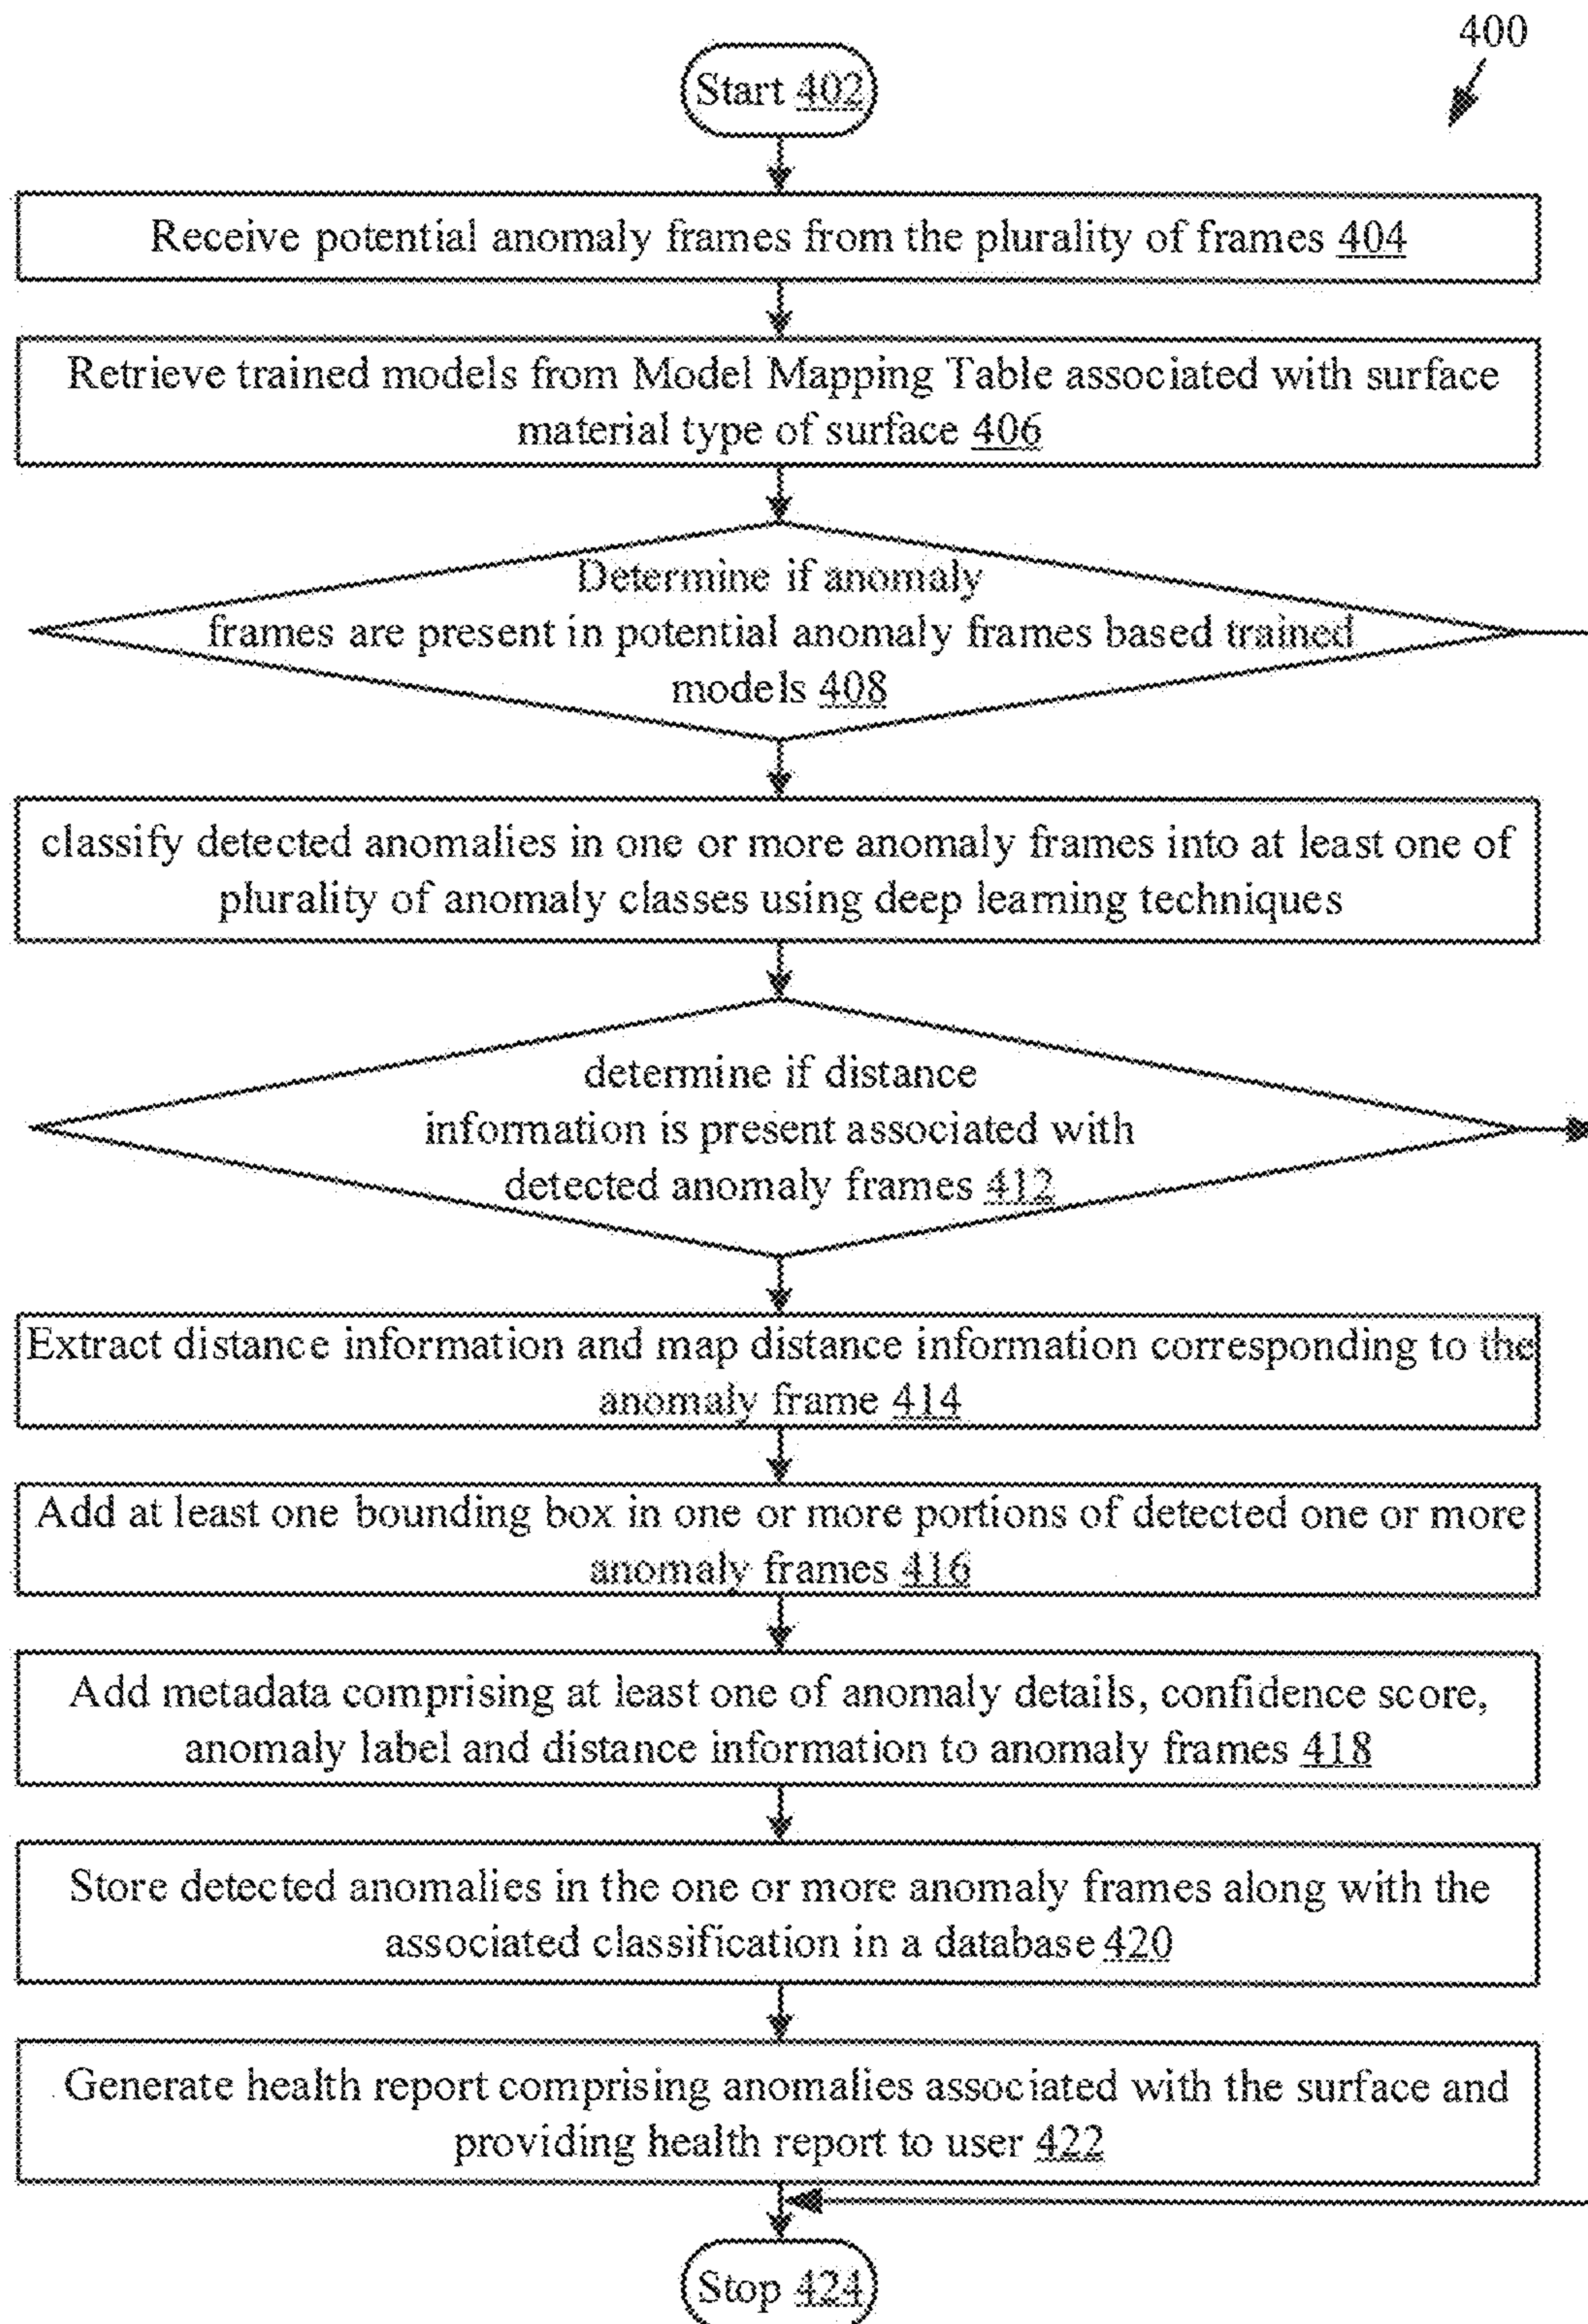 400
Start 402
Receive potential anomaly frames from the plurality of frames 404
Retrieve trained models from Model Mapping Table associated with surface
material type of surface 406
Determine if anomaly
frames are present in potential anomaly frames based trained
models 408
classify detected anomalies in one or more anomaly frames into at least one of
plurality of anomaly classes using deep learning techniques
determine if distance
information is present associated with
detected anomaly frames 412
Extract distance information and map distance information corresponding to the
anomaly frame 414
Add at least one bounding box in one or more portions of detected one or more
anomaly frames 416
Add metadata comprising at least one of anomaly details, confidence score,
anomaly label and distance information to anomaly frames 418
Store detected anomalies in the one or more anomaly frames along with the
associated classification in a database 420
Generate health report comprising anomalies associated with the surface and
providing health report to user 422
Stop 424